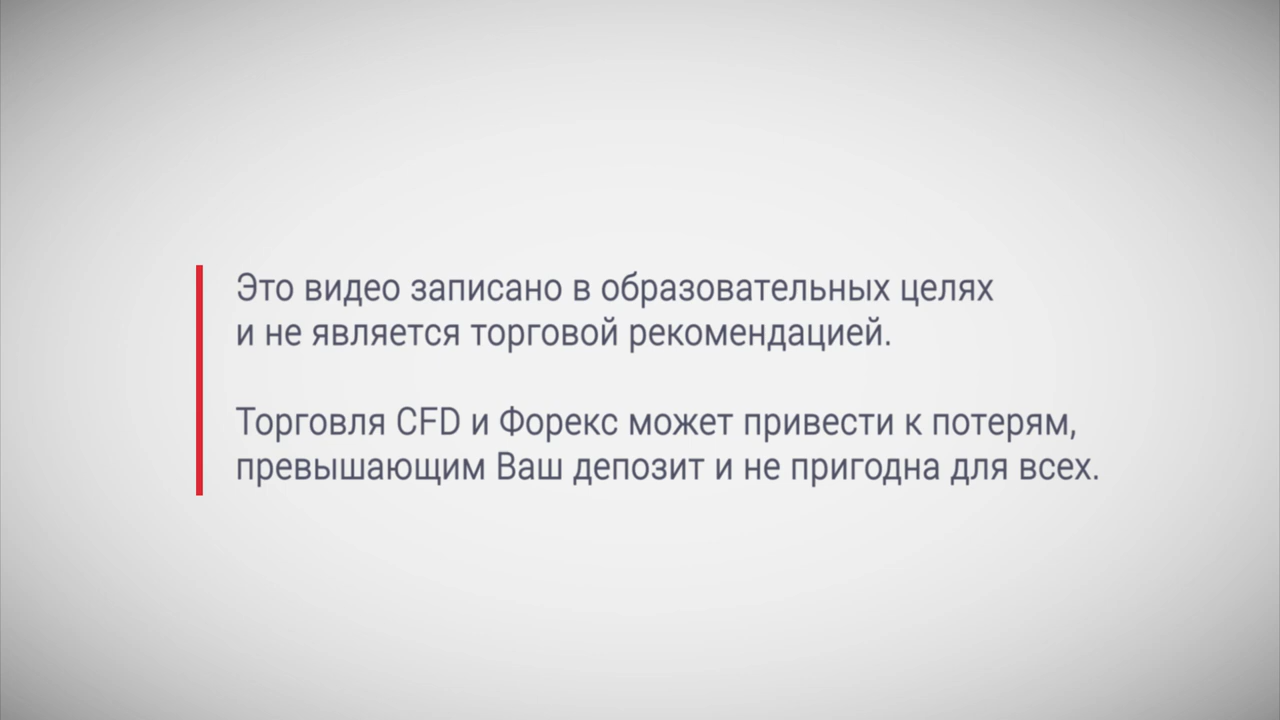 Это видео записано в образовательных целях
и не является торговой рекомендацией.
Торговля CFD и Форекс может привести к потерям,
превышающим Ваш депозит и не пригодна для всех.